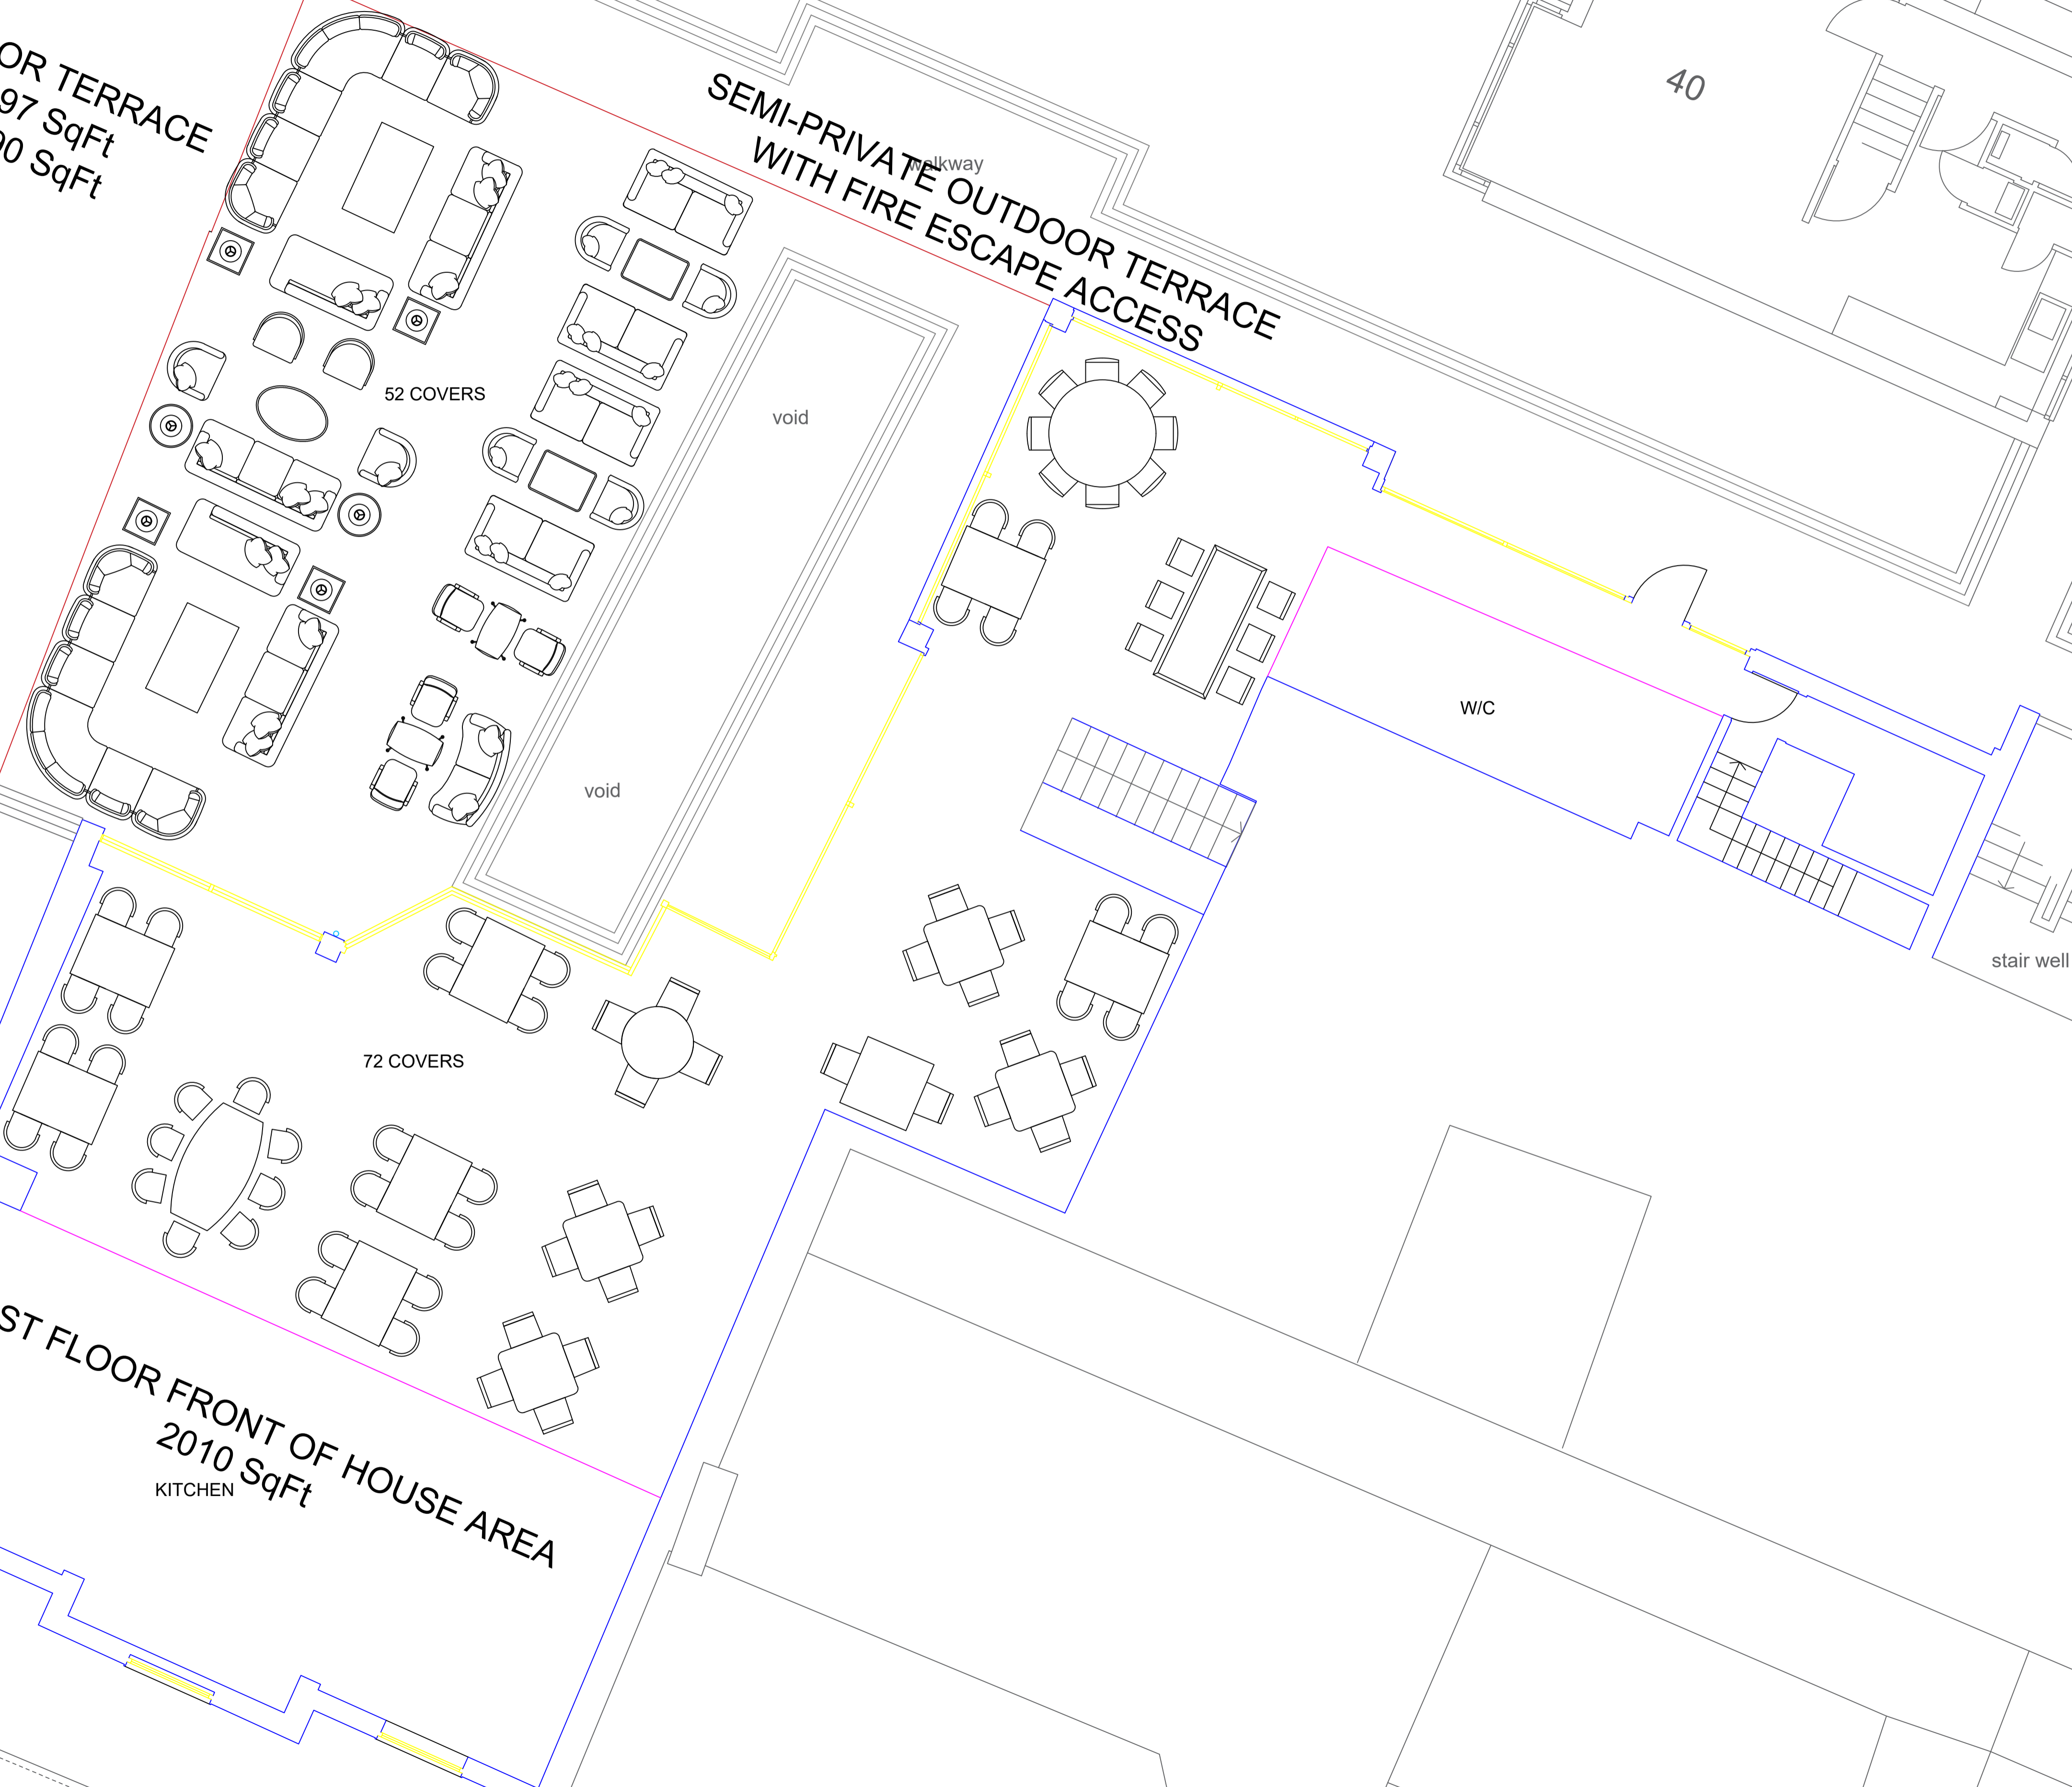 OR TERRACE
97 SqFt
00 SqFt
SEMI-PRIVATE OUTDOOR TERRACE
WITH FIRE ESCAPE ACCESS
walkway
40
52 COVERS
void
void
W/C
stair well
72 COVERS
ST FLOOR FRONT OF HOUSE AREA
2010 SqFt
KITCHEN